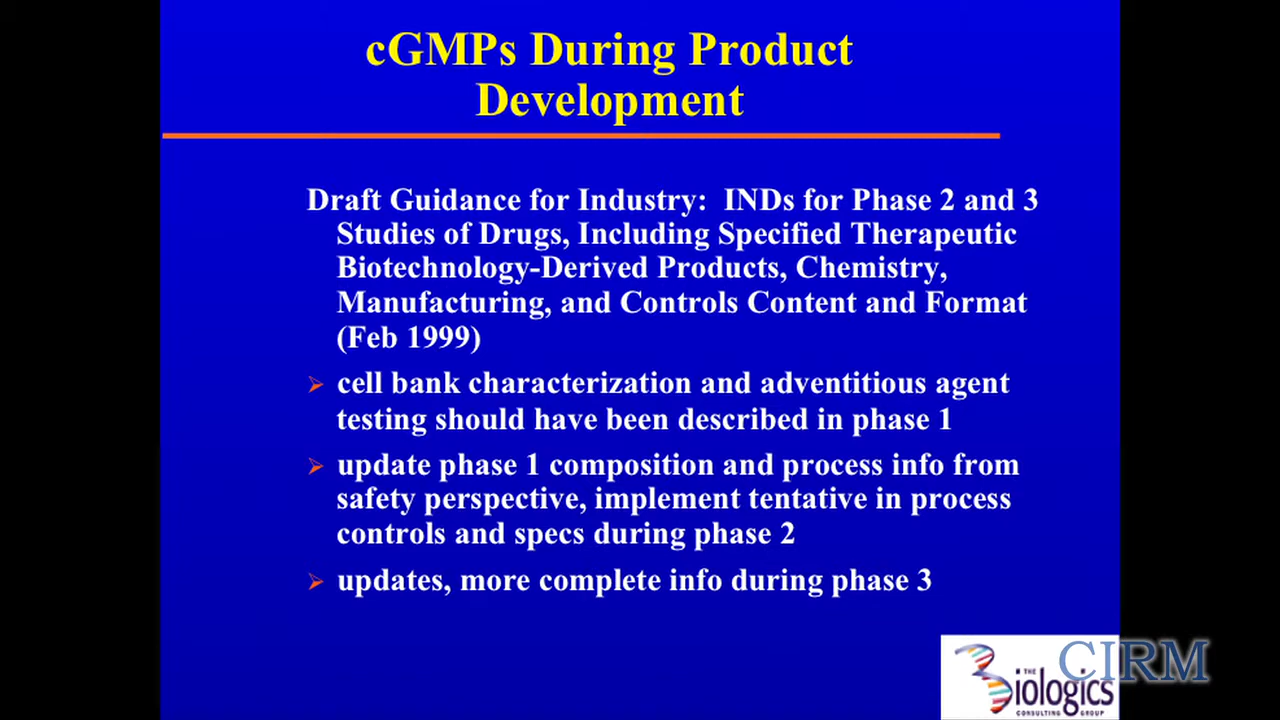 cGMPs During Product
Development
Draft Guidance for Industry: INDs for Phase 2 and 3
Studies of Drugs, Including Specified Therapeutic
Biotechnology-Derived Products, Chemistry,
Manufacturing, and Controls Content and Format
(Feb 1999)
cell bank characterization and adventitious agent
testing should have been described in phase 1
update phase 1 composition and process info from
safety perspective, implement tentative in process
controls and specs during phase 2
updates, more complete info during phase 3
THE
Biologics
CONSULTING GROUP
CIRM